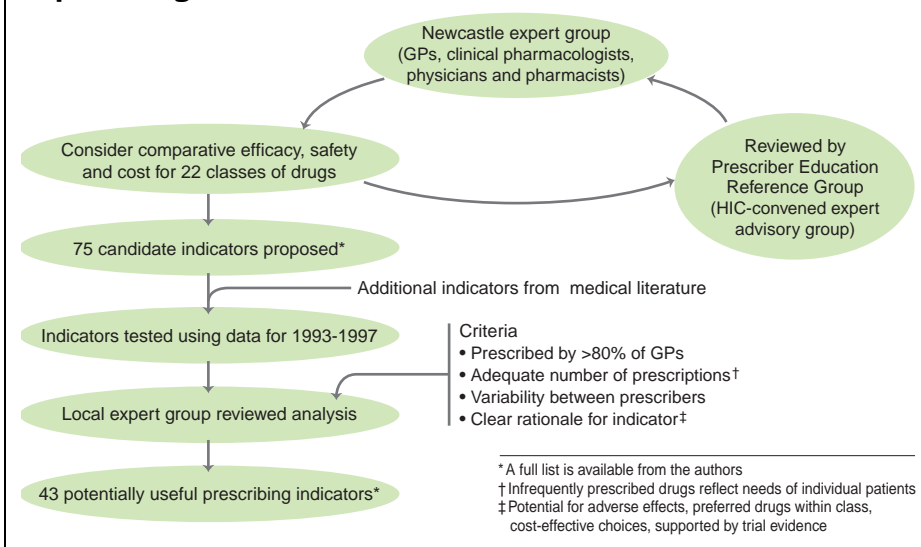 Newcastle expert group
(GPs, clinical pharmacologists,
physicians and pharmacists)
Consider comparative efficacy, safety
and cost for 22 classes of drugs
Reviewed by
Prescriber Education
Reference Group
(HIC-convened expert
advisory group)
75 candidate indicators proposed*
Additional indicators from medical literature
Indicators tested using data for 1993-1997
Criteria
• Prescribed by >80% of GPs
• Adequate number of prescriptions†
• Variability between prescribers
• Clear rationale for indicator‡
Local expert group reviewed analysis
43 potentially useful prescribing indicators*
* A full list is available from the authors
† Infrequently prescribed drugs reflect needs of individual patients
‡ Potential for adverse effects, preferred drugs within class,
cost-effective choices, supported by trial evidence